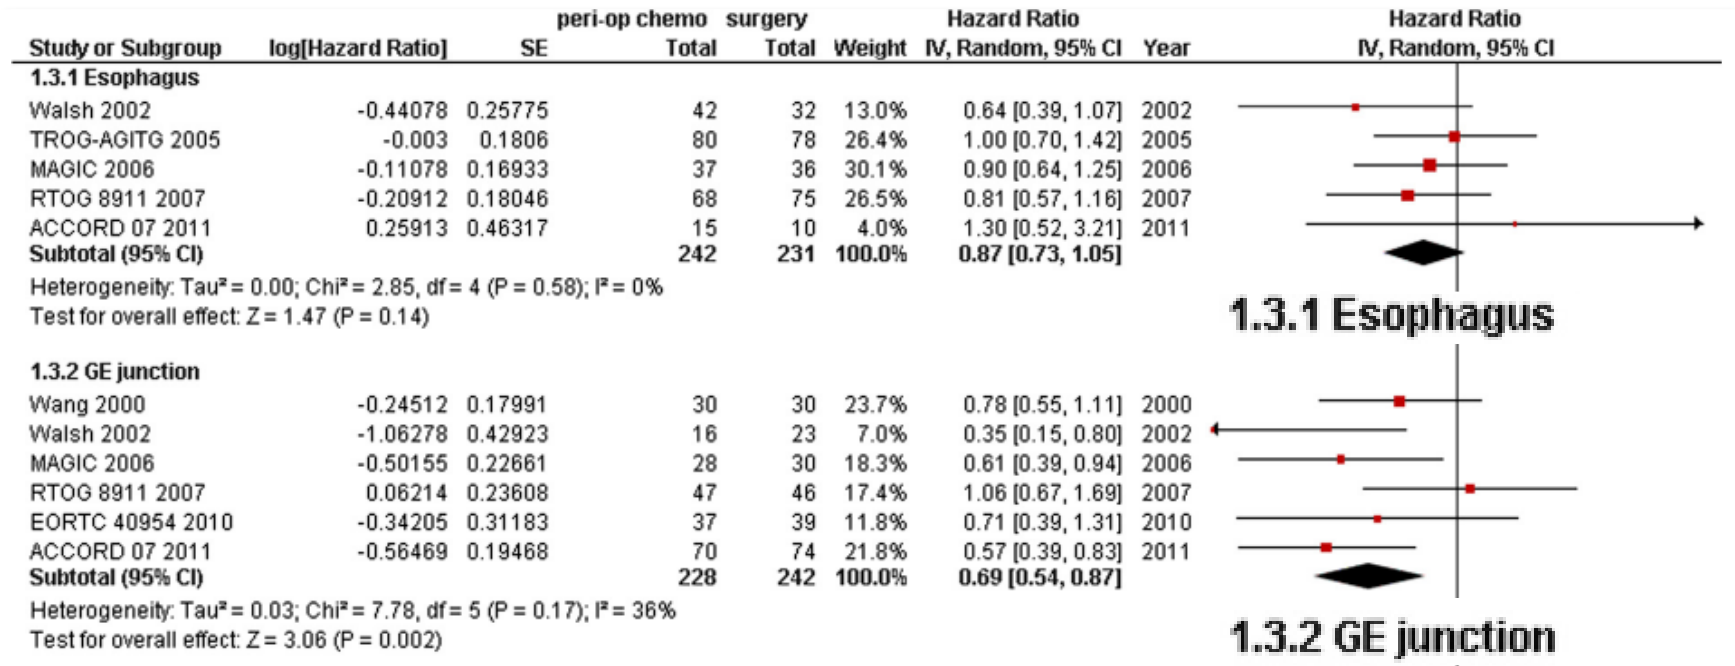 peri-op chemo surgery Hazard Ratio Hazard Ratio
Study or Subgroup log[Hazard Ratio] SE Total Total Weight IV, Random, 95% CI Year IV, Random, 95% CI
1.3.1 Esophagus
Walsh 2002 -0.44078 0.25775 42 32 13.0% 0.64 [0.39, 1.07] 2002
TROG-AGITG 2005 -0.003 0.1806 80 78 26.4% 1.00 [0.70, 1.42] 2005
MAGIC 2006 -0.11078 0.16933 37 36 30.1% 0.90 [0.64, 1.25] 2006
RTOG 8911 2007 -0.20912 0.18046 68 75 26.5% 0.81 [0.57, 1.16] 2007
ACCORD 07 2011 0.25913 0.46317 15 10 4.0% 1.30 [0.52, 3.21] 2011
Subtotal (95% CI) 242 231 100.0% 0.87 [0.73, 1.05]
Heterogeneity: Tau² = 0.00; Chi² = 2.85, df = 4 (P = 0.58); I² = 0%
Test for overall effect: Z = 1.47 (P = 0.14)
1.3.1 Esophagus
1.3.2 GE junction
Wang 2000 -0.24512 0.17991 30 30 23.7% 0.78 [0.55, 1.11] 2000
Walsh 2002 -1.06278 0.42923 16 23 7.0% 0.35 [0.15, 0.80] 2002
MAGIC 2006 -0.50155 0.22661 28 30 18.3% 0.61 [0.39, 0.94] 2006
RTOG 8911 2007 0.06214 0.23608 47 46 17.4% 1.06 [0.67, 1.69] 2007
EORTC 40954 2010 -0.34205 0.31183 37 39 11.8% 0.71 [0.39, 1.31] 2010
ACCORD 07 2011 -0.56469 0.19468 70 74 21.8% 0.57 [0.39, 0.83] 2011
Subtotal (95% CI) 228 242 100.0% 0.69 [0.54, 0.87]
Heterogeneity: Tau² = 0.03; Chi² = 7.78, df = 5 (P = 0.17); I² = 36%
Test for overall effect: Z = 3.06 (P = 0.002)
1.3.2 GE junction